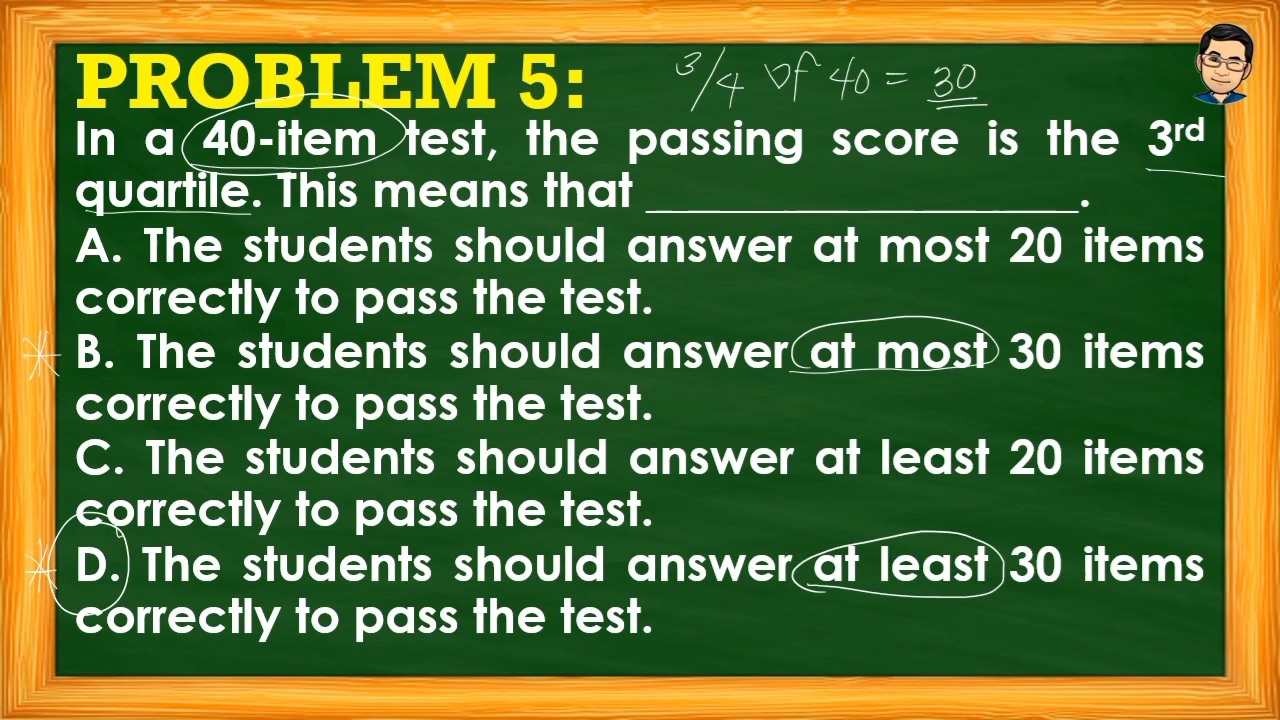 PROBLEM 5:
3/4 of 40 = 30
In a 40-item test, the passing score is the 3rd
quartile. This means that __________________.
A. The students should answer at most 20 items
correctly to pass the test.
B. The students should answer at most 30 items
correctly to pass the test.
C. The students should answer at least 20 items
correctly to pass the test.
D. The students should answer at least 30 items
correctly to pass the test.